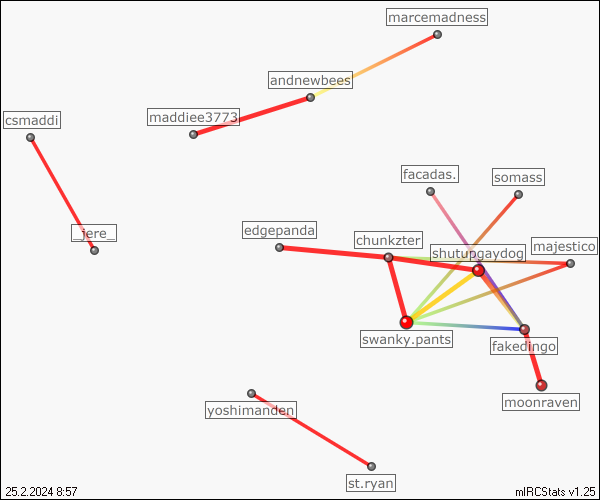 marcemadness
andnewbees
maddiee3773
csmaddi
_jere_
facadas.
somass
edgepanda
chunkzter
shutupgaydog
majestico
swanky.pants
fakedingo
moonraven
yoshimanden
st.ryan
25.2.2024 8:57
mIRCStats v1.25